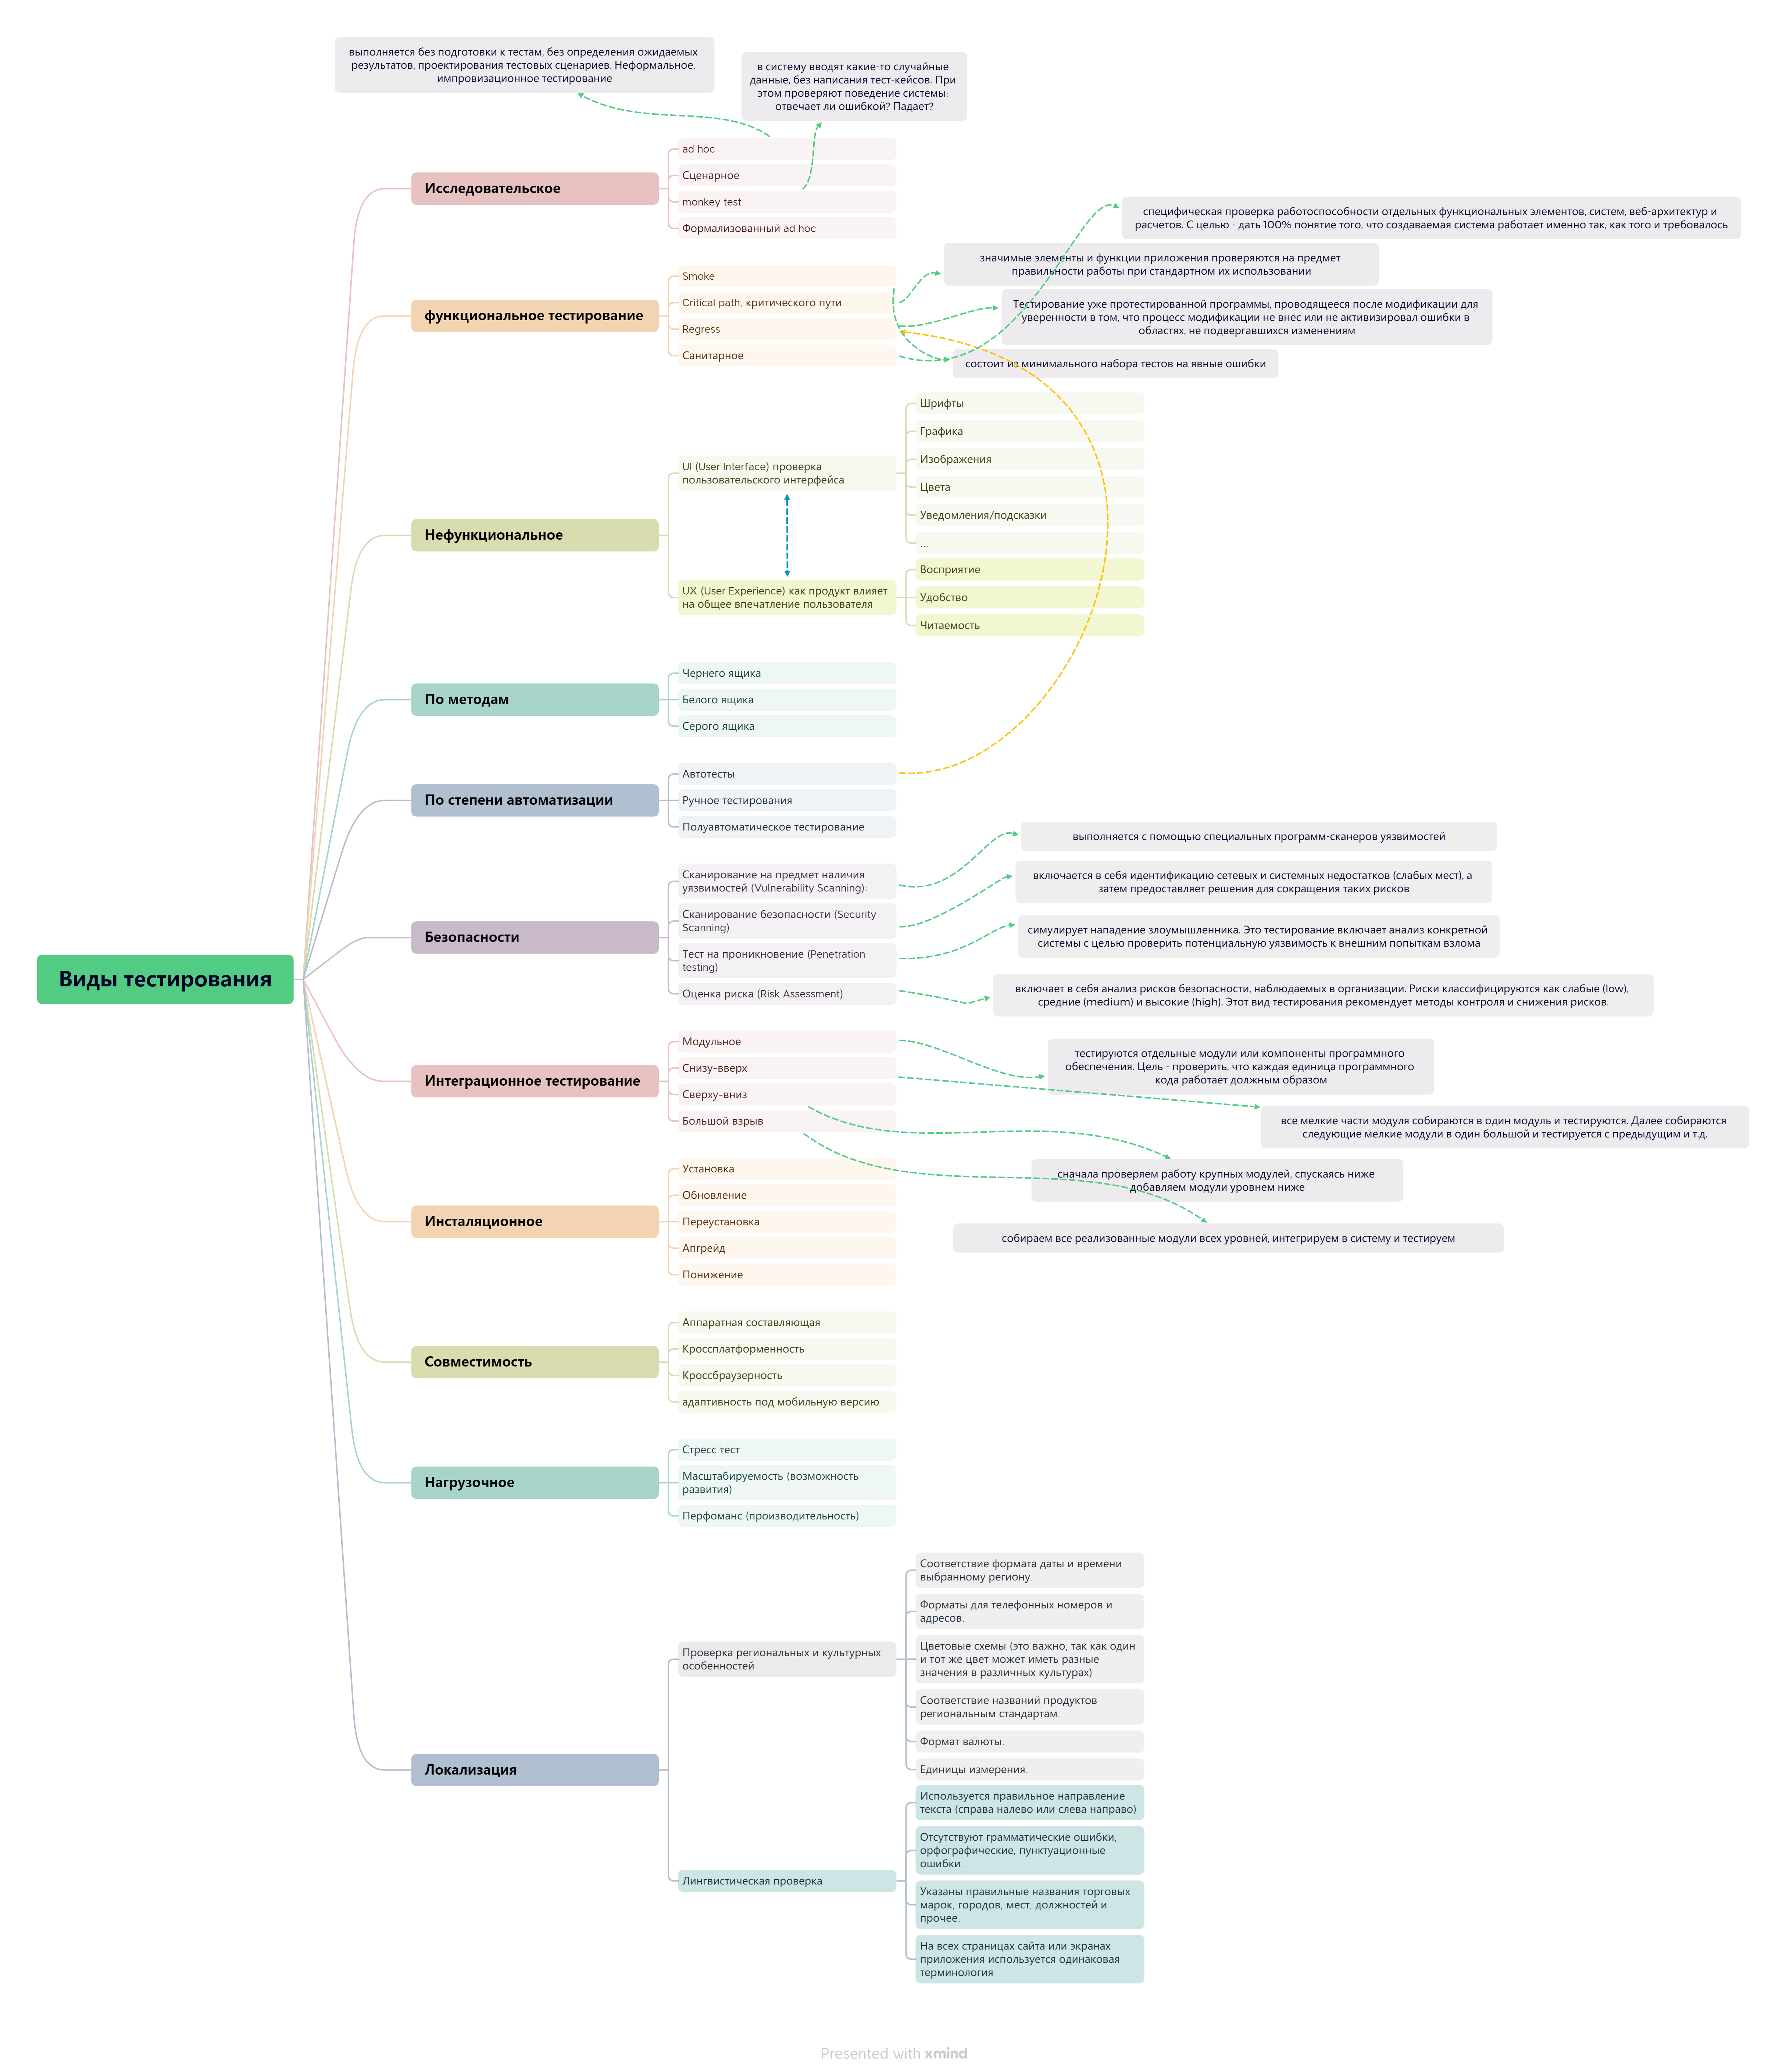 выполняется без подготовки к тестам, без определения ожидаемых
результатов, проектирования тестовых сценариев. Неформальное,
импровизационное тестирование
в систему вводят какие-то случайные
данные, без написания тест-кейсов. При
этом проверяют поведение системы:
отвечает ли ошибкой? Падает?
Виды тестирования
Исследовательское
ad hoc
Сценарное
monkey test
Формализованный ad hoc
функциональное тестирование
Smoke
Critical path, критического пути
Regress
Санитарное
специфическая проверка работоспособности отдельных функциональных элементов, систем, веб-архитектур и
расчетов. С целью - дать 100% понятие того, что создаваемая система работает именно так, как того и требовалось
значимые элементы и функции приложения проверяются на предмет
правильности работы при стандартном их использовании
Тестирование уже протестированной программы, проводящееся после модификации для
уверенности в том, что процесс модификации не внес или не активизировал ошибки в
областях, не подвергавшихся изменениям
состоит из минимального набора тестов на явные ошибки
Нефункциональное
UI (User Interface) проверка
пользовательского интерфейса
Шрифты
Графика
Изображения
Цвета
Уведомления/подсказки
...
UX (User Experience) как продукт влияет
на общее впечатление пользователя
Восприятие
Удобство
Читаемость
По методам
Чернего ящика
Белого ящика
Серого ящика
По степени автоматизации
Автотесты
Ручное тестирования
Полуавтоматическое тестирование
Безопасности
Сканирование на предмет наличия
уязвимостей (Vulnerability Scanning):
Сканирование безопасности (Security
Scanning)
Тест на проникновение (Penetration
testing)
Оценка риска (Risk Assessment)
выполняется с помощью специальных программ-сканеров уязвимостей
включается в себя идентификацию сетевых и системных недостатков (слабых мест), а
затем предоставляет решения для сокращения таких рисков
симулирует нападение злоумышленника. Это тестирование включает анализ конкретной
системы с целью проверить потенциальную уязвимость к внешним попыткам взлома
включает в себя анализ рисков безопасности, наблюдаемых в организации. Риски классифицируются как слабые (low),
средние (medium) и высокие (high). Этот вид тестирования рекомендует методы контроля и снижения рисков.
Интеграционное тестирование
Модульное
Снизу-вверх
Сверху-вниз
Большой взрыв
тестируются отдельные модули или компоненты программного
обеспечения. Цель - проверить, что каждая единица программного
кода работает должным образом
все мелкие части модуля собираются в один модуль и тестируются. Далее собираются
следующие мелкие модули в один большой и тестируется с предыдущим и т.д.
сначала проверяем работу крупных модулей, спускаясь ниже
добавляем модули уровнем ниже
собираем все реализованные модули всех уровней, интегрируем в систему и тестируем
Инсталяционное
Установка
Обновление
Переустановка
Апгрейд
Понижение
Совместимость
Аппаратная составляющая
Кроссплатформенность
Кроссбраузерность
адаптивность под мобильную версию
Нагрузочное
Стресс тест
Масштабируемость (возможность
развития)
Перфоманс (производительность)
Локализация
Проверка региональных и культурных
особенностей
Соответствие формата даты и времени
выбранному региону.
Форматы для телефонных номеров и
адресов.
Цветовые схемы (это важно, так как один
и тот же цвет может иметь разные
значения в различных культурах)
Соответствие названий продуктов
региональным стандартам.
Формат валюты.
Единицы измерения.
Лингвистическая проверка
Используется правильное направление
текста (справа налево или слева направо)
Отсутствуют грамматические ошибки,
орфографические, пунктуационные
ошибки.
Указаны правильные названия торговых
марок, городов, мест, должностей и
прочее.
На всех страницах сайта или экранах
приложения используется одинаковая
терминология
Presented with xmind